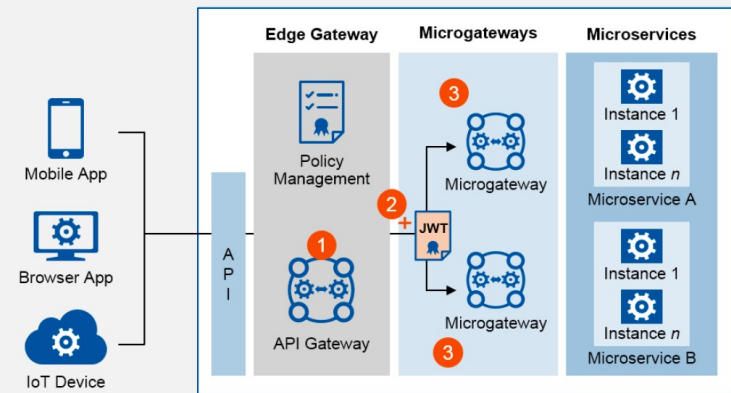 Edge Gateway
Microgateways
Microservices
Mobile App
Browser App
IoT Device
A
P
I
Policy
Management
1
API Gateway
2
+
JWT
3
Microgateway
Microgateway
3
Instance 1
Instance n
Microservice A
Instance 1
Instance n
Microservice B